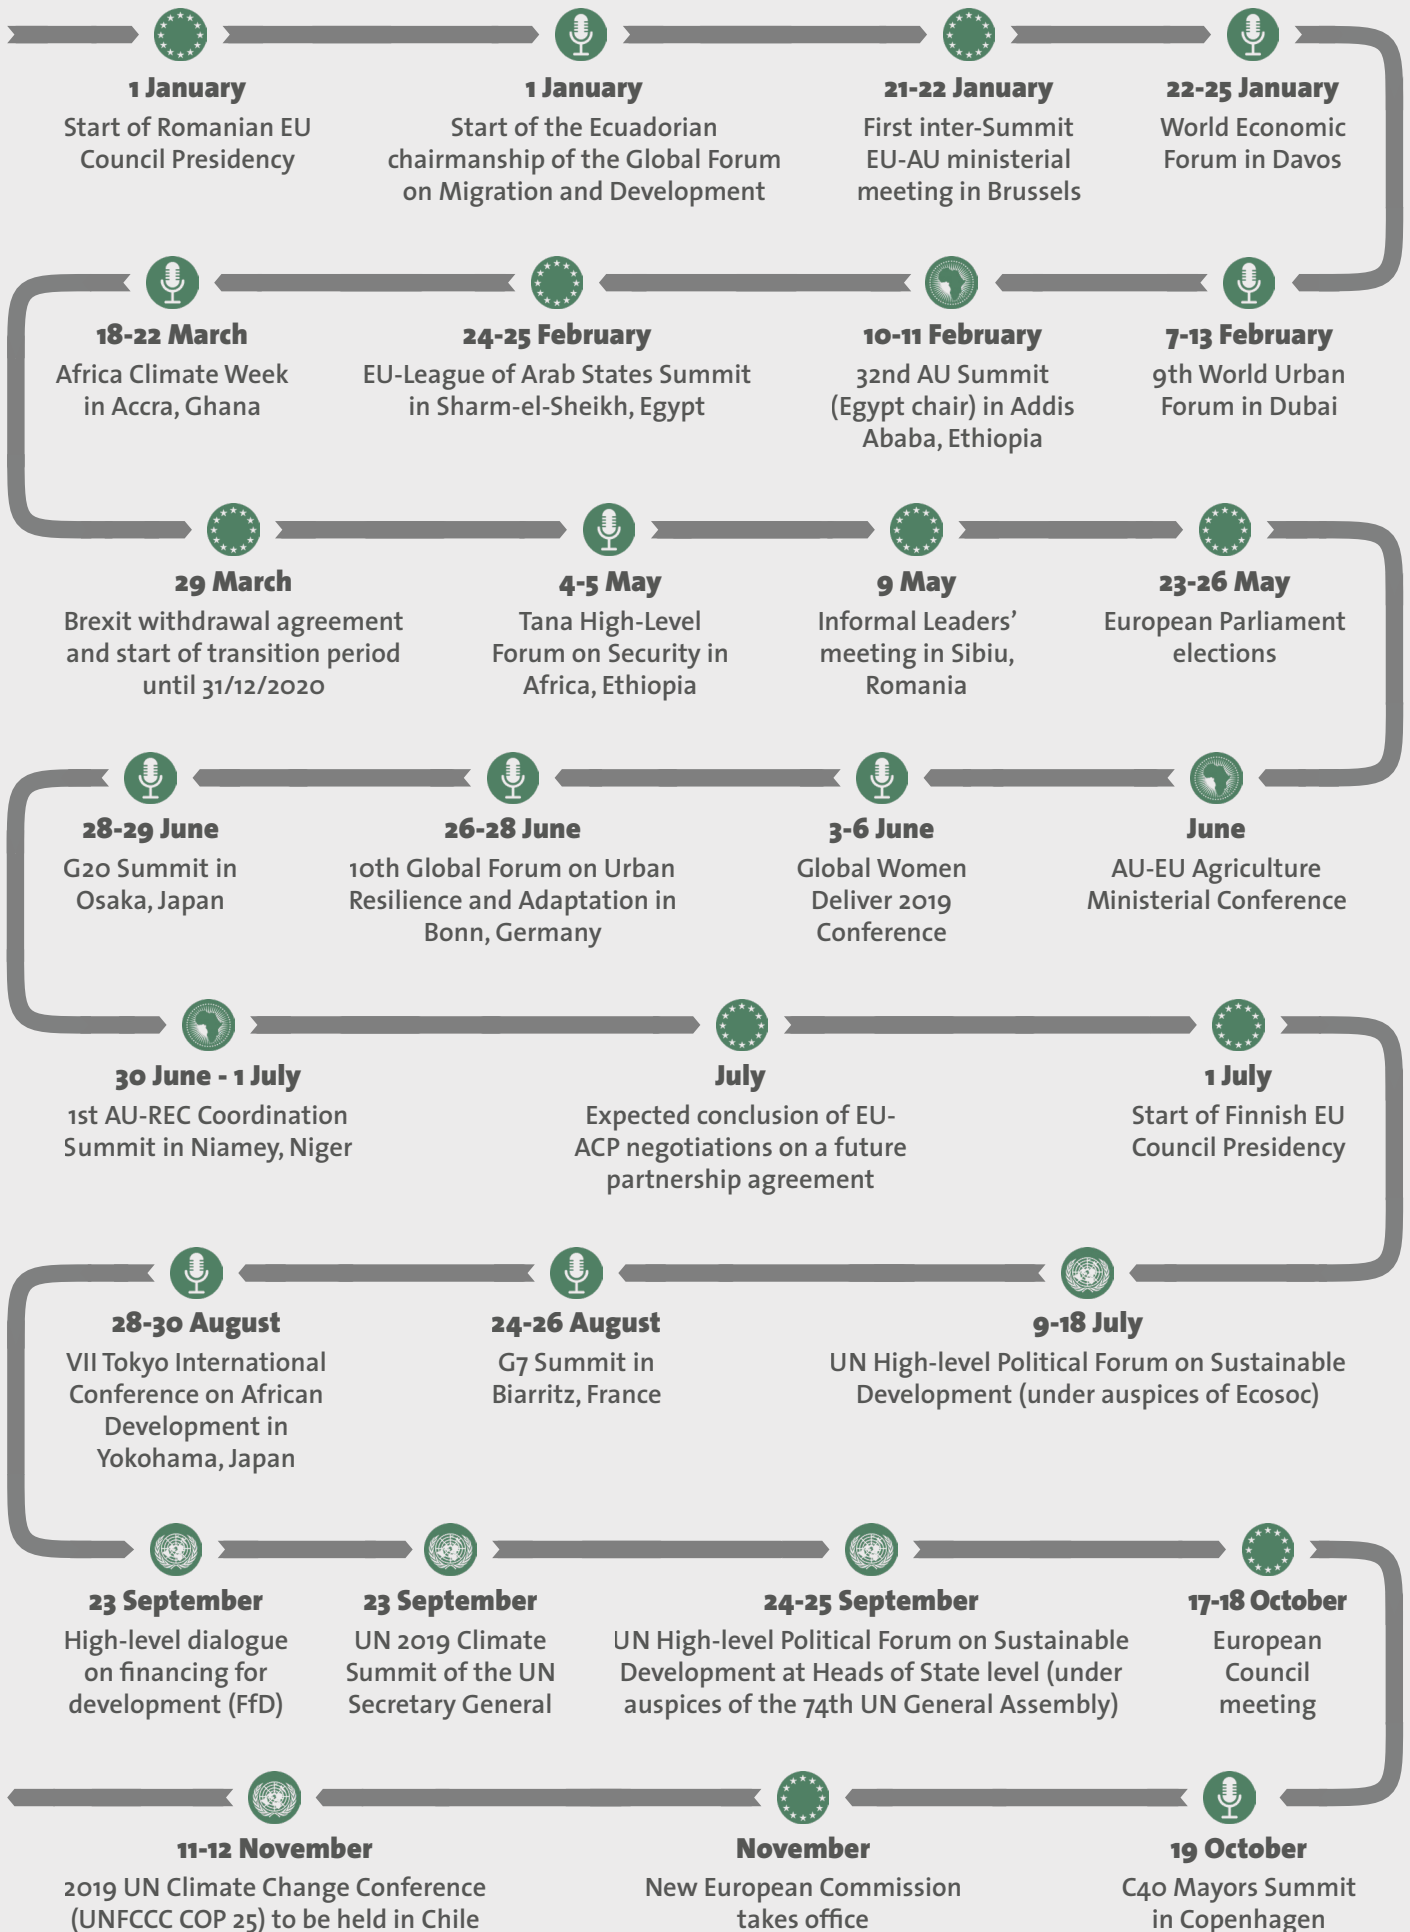 1 January
Start of Romanian EU
Council Presidency
1 January
Start of the Ecuadorian
chairmanship of the Global Forum
on Migration and Development
21-22 January
First inter-Summit
EU-AU ministerial
meeting in Brussels
22-25 January
World Economic
Forum in Davos
7-13 February
9th World Urban
Forum in Dubai
10-11 February
32nd AU Summit
(Egypt chair) in Addis
Ababa, Ethiopia
24-25 February
EU-League of Arab States Summit
in Sharm-el-Sheikh, Egypt
18-22 March
Africa Climate Week
in Accra, Ghana
29 March
Brexit withdrawal agreement
and start of transition period
until 31/12/2020
4-5 May
Tana High-Level
Forum on Security in
Africa, Ethiopia
9 May
Informal Leaders’
meeting in Sibiu,
Romania
23-26 May
European Parliament
elections
June
AU-EU Agriculture
Ministerial Conference
3-6 June
Global Women
Deliver 2019
Conference
26-28 June
10th Global Forum on Urban
Resilience and Adaptation in
Bonn, Germany
28-29 June
G20 Summit in
Osaka, Japan
30 June - 1 July
1st AU-REC Coordination
Summit in Niamey, Niger
July
Expected conclusion of EU-
ACP negotiations on a future
partnership agreement
1 July
Start of Finnish EU
Council Presidency
9-18 July
UN High-level Political Forum on Sustainable
Development (under auspices of Ecosoc)
24-26 August
G7 Summit in
Biarritz, France
28-30 August
VII Tokyo International
Conference on African
Development in
Yokohama, Japan
23 September
High-level dialogue
on financing for
development (FfD)
23 September
UN 2019 Climate
Summit of the UN
Secretary General
24-25 September
UN High-level Political Forum on Sustainable
Development at Heads of State level (under
auspices of the 74th UN General Assembly)
17-18 October
European
Council
meeting
19 October
C40 Mayors Summit
in Copenhagen
November
New European Commission
takes office
11-12 November
2019 UN Climate Change Conference
(UNFCCC COP 25) to be held in Chile